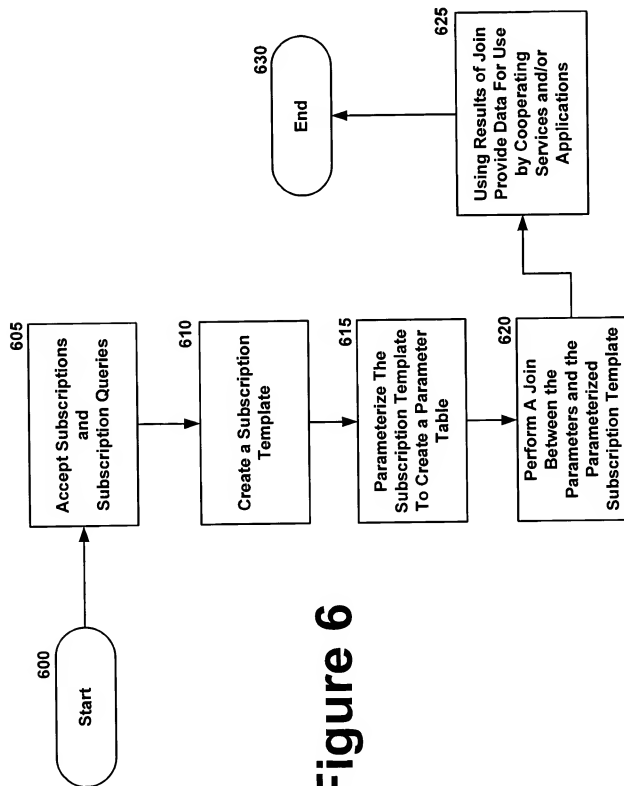 600
Start
605
Accept Subscriptions
and
Subscription Queries
610
Create a Subscription
Template
615
Parameterize The
Subscription Template
To Create a Parameter
Table
620
Perform A Join
Between the
Parameters and the
Parameterized
Subscription Template
625
Using Results of Join
Provide Data For Use
by Cooperating
Services and/or
Applications
630
End
Figure 6